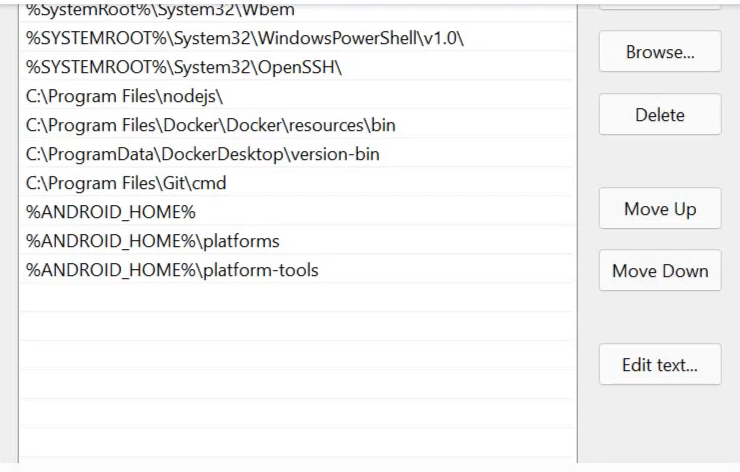 %SystemRoot%\System32\Wbem
%SYSTEMROOT%\System32\WindowsPowerShell\v1.0\
%SYSTEMROOT%\System32\OpenSSH\
C:\Program Files\nodejs\
C:\Program Files\Docker\Docker\resources\bin
C:\ProgramData\DockerDesktop\version-bin
C:\Program Files\Git\cmd
%ANDROID_HOME%
%ANDROID_HOME%\platforms
%ANDROID_HOME%\platform-tools
Browse...
Delete
Move Up
Move Down
Edit text...